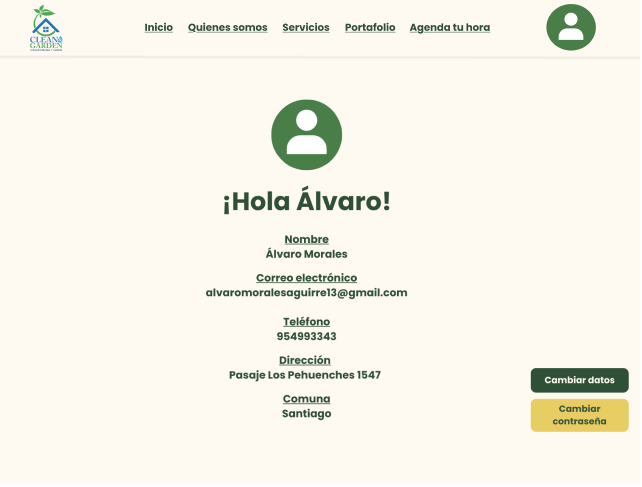 CLEAN &
GARDEN
Inicio Quienes somos Servicios Portafolio Agenda tu hora
¡Hola Álvaro!
Nombre
Álvaro Morales
Correo electrónico
alvaromoralesaguirre13@gmail.com
Teléfono
954993343
Dirección
Pasaje Los Pehuenches 1547
Comuna
Santiago
Cambiar datos
Cambiar
contraseña